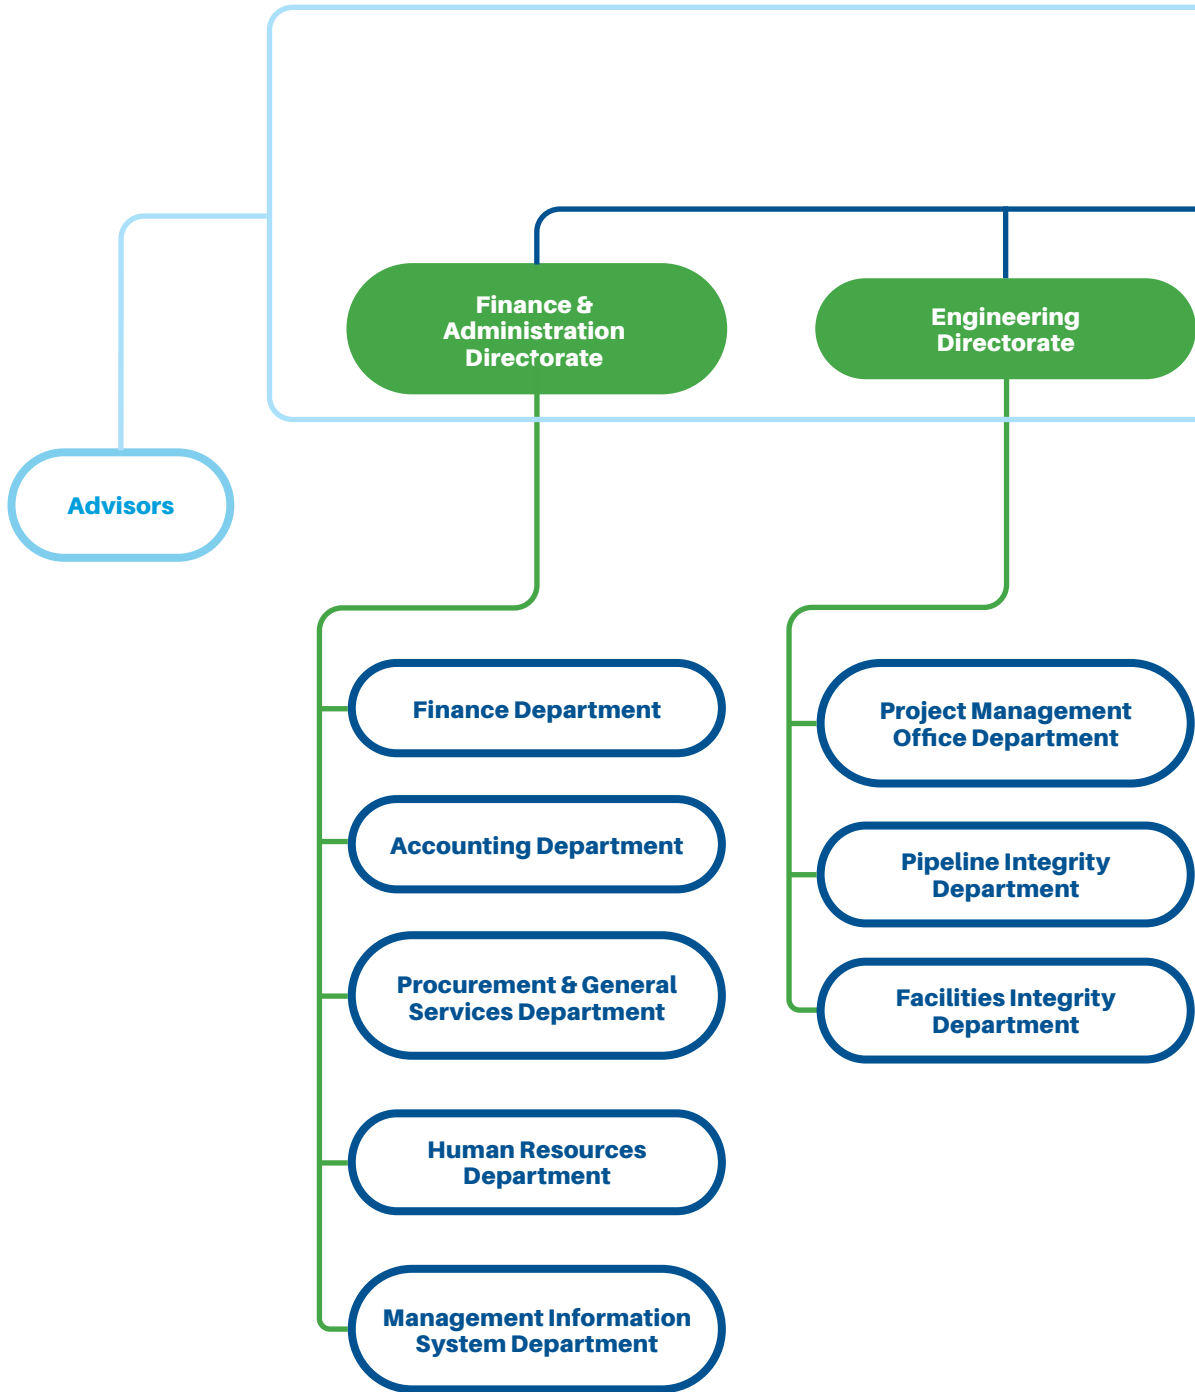 Finance &
Administration
Directorate
Engineering
Directorate
Advisors
Finance Department
Accounting Department
Procurement & General
Services Department
Human Resources
Department
Management Information
System Department
Project Management
Office Department
Pipeline Integrity
Department
Facilities Integrity
Department